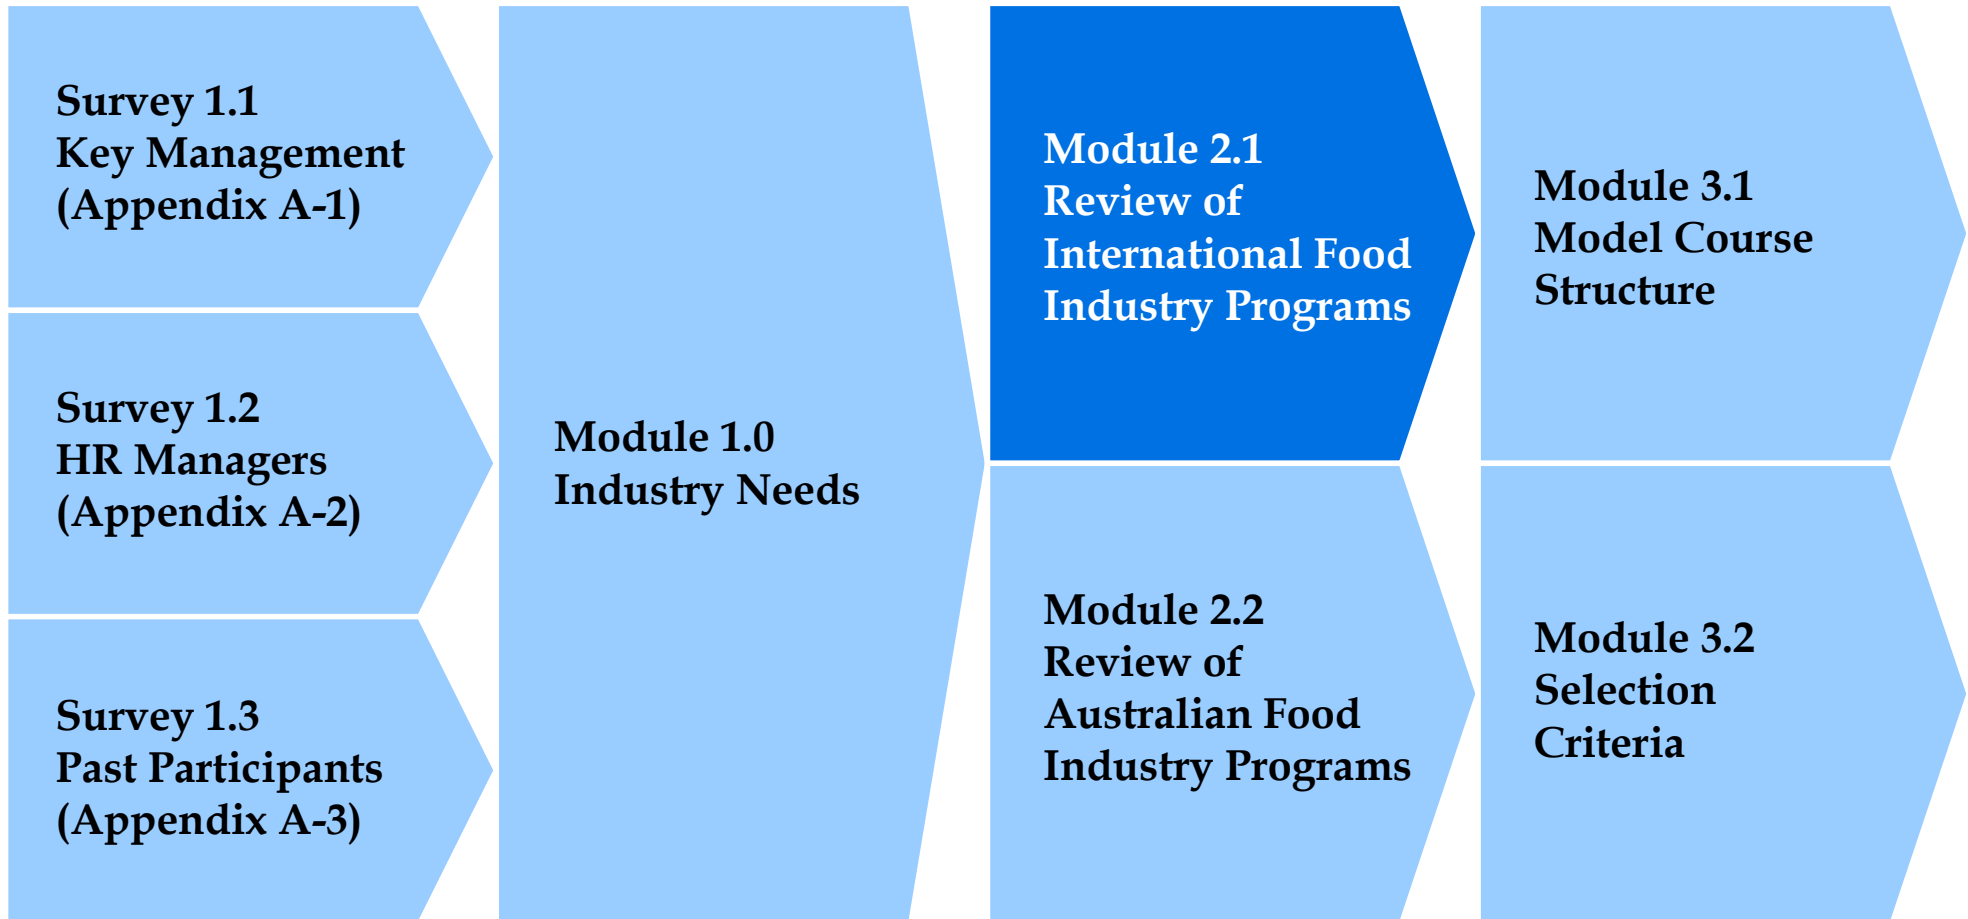 Survey 1.1
Key Management
(Appendix A-1)
Survey 1.2
HR Managers
(Appendix A-2)
Survey 1.3
Past Participants
(Appendix A-3)
Module 1.0
Industry Needs
Module 2.1
Review of
International Food
Industry Programs
Module 2.2
Review of
Australian Food
Industry Programs
Module 3.1
Model Course
Structure
Module 3.2
Selection
Criteria